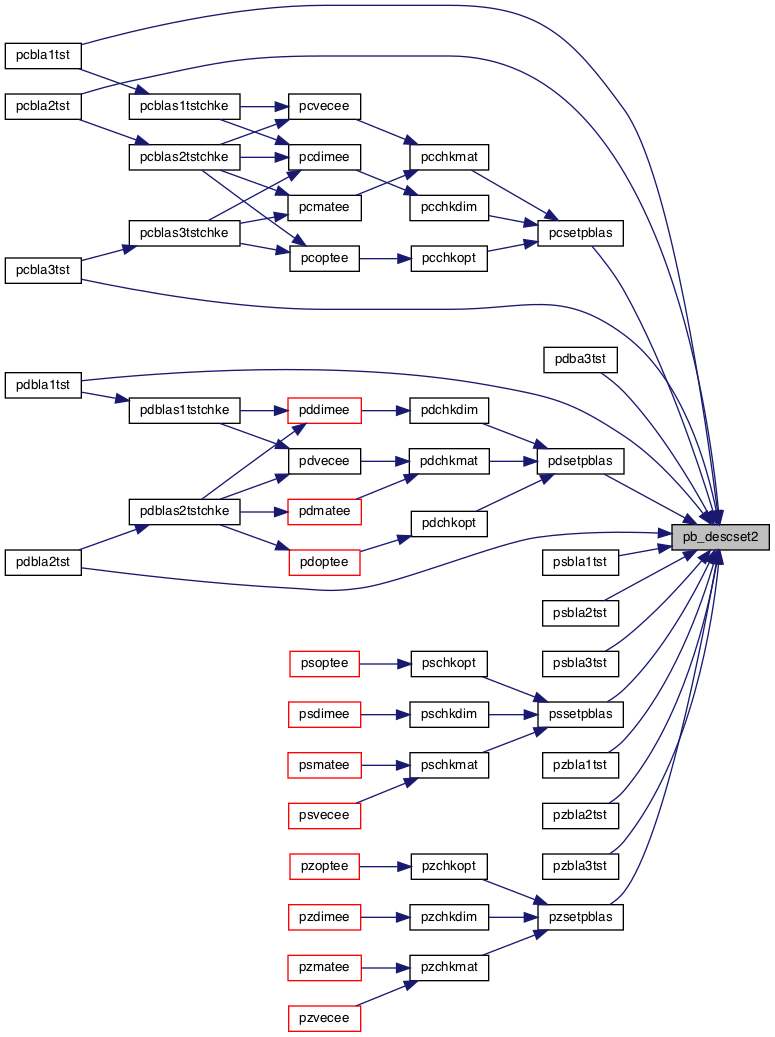 pcbla1tst
pcbla2tst
pcblas1tstchke
pcvecee
pcblas2tstchke
pcdimee
pcchkmat
pcmatee
pcchkdim
pcblas3tstchke
pcsetpblas
pcoptee
pcchkopt
pcbla3tst
pdba3tst
pdbla1tst
pdblas1tstchke
pddimee
pdchkdim
pdvecee
pdchkmat
pdsetpblas
pdblas2tstchke
pdmatee
pdchkopt
pb_descset2
pdbla2tst
pdoptee
psbla1tst
psbla2tst
psoptee
pschkopt
psbla3tst
psdimee
pschkdim
pssetpblas
psmatee
pschkmat
pzbla1tst
psvecee
pzbla2tst
pzoptee
pzchkopt
pzbla3tst
pzdimee
pzchkdim
pzsetpblas
pzmatee
pzchkmat
pzvecee